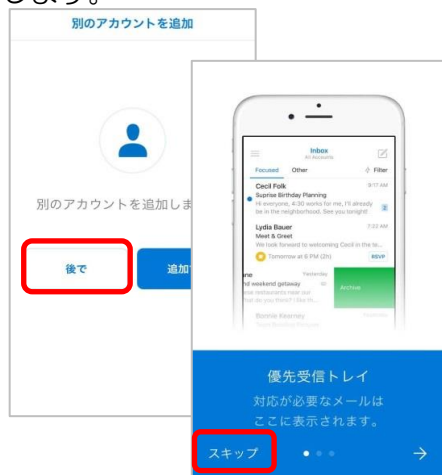 します。
別のアカウントを追加
別のアカウントを追加しま
後で
追加
Inbox
All Accounts
Focused
Other
Filter
Cecil Folk
9:17 AM
Suprise Birthday Planning
Hi everyone, 4:30 works for me, I'll already
be in the neighborhood. See you tonight!
2
Lydia Bauer
7:22 AM
Meet & Greet
We look forward to welcoming Cecil in the te...
Tomorrow at 6 PM (2h)
RSVP
Yesterday
nd weekend getaway
Archive
Bonnie Kearney
優先受信トレイ
対応が必要なメールは
ここに表示されます。
スキップ